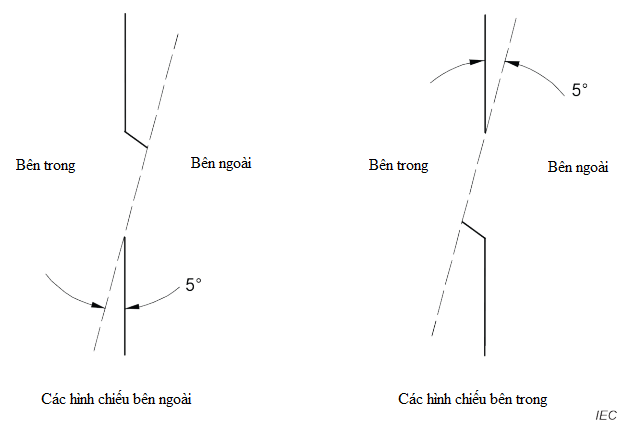 5°
Bên trong
Bên ngoài
5°
Các hình chiếu bên ngoài
Bên trong
Bên ngoài
Các hình chiếu bên trong
IEC